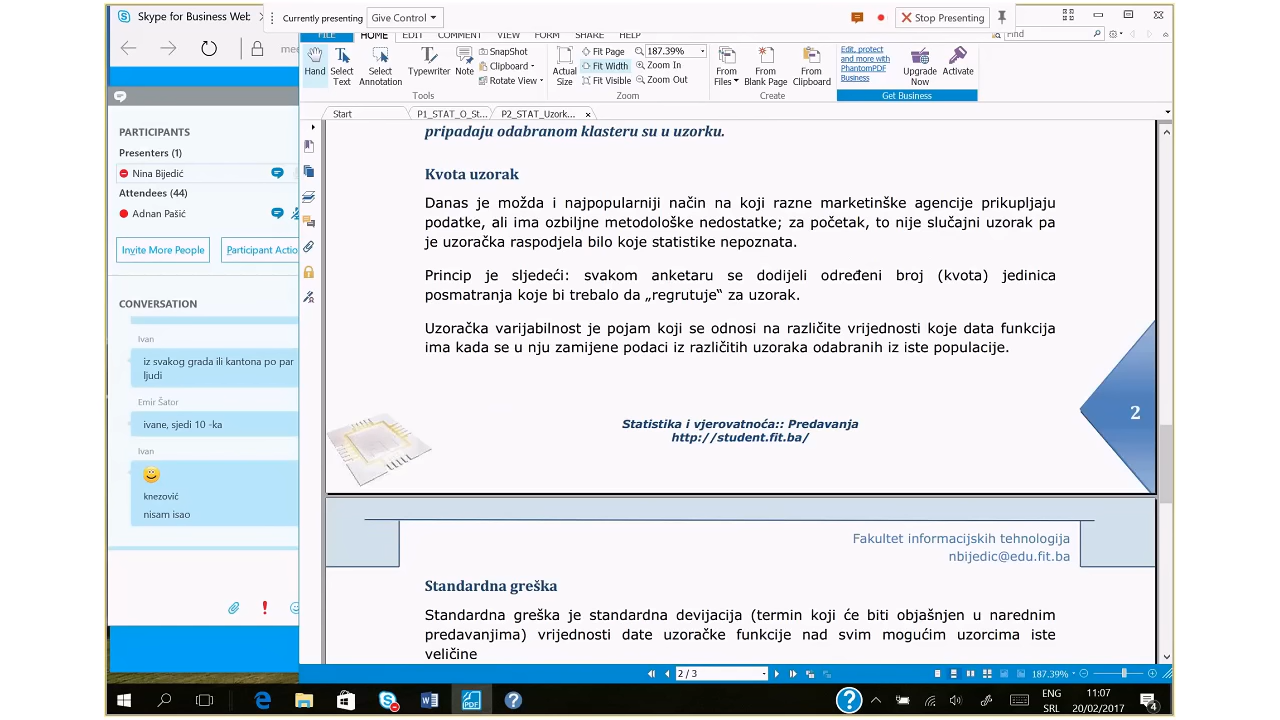 Skype for Business Web
Currently presenting
Give Control
Stop Presenting
FILE
HOME
EDIT
COMMENT
VIEW
FORM
SHARE
HELP
Find
Hand
Select
Text
Select
Annotation
Typewriter
Note
SnapShot
Clipboard
Rotate View
Tools
Actual
Size
Fit Page
Fit Width
Fit Visible
187.39%
Zoom In
Zoom Out
Zoom
From
Files
From
Blank Page
From
Clipboard
Create
Edit, protect
and more with
PhantomPDF
Business
Upgrade
Now
Activate
Get Business
Start
P1_STAT_O_St...
P2_STAT_Uzork...
PARTICIPANTS
Presenters (1)
Nina Bijedić
Attendees (44)
Adnan Pašić
Invite More People
Participant Actio
CONVERSATION
Ivan
iz svakog grada ili kantona po par
ljudi
Emir Šator
ivane, sjedi 10 -ka
Ivan
knezović
nisam isao
pripadaju odabranom klasteru su u uzorku.
Kvota uzorak
Danas je možda i najpopularniji način na koji razne marketinške agencije prikupljaju
podatke, ali ima ozbiljne metodološke nedostatke; za početak, to nije slučajni uzorak pa
je uzoračka raspodjela bilo koje statistike nepoznata.
Princip je sljedeći: svakom anketaru se dodijeli određeni broj (kvota) jedinica
posmatranja koje bi trebalo da „regrutuje“ za uzorak.
Uzoračka varijabilnost je pojam koji se odnosi na različite vrijednosti koje data funkcija
ima kada se u nju zamijene podaci iz različitih uzoraka odabranih iz iste populacije.
2
Statistika i vjerovatnoća:: Predavanja
http://student.fit.ba/
Fakultet informacijskih tehnologija
nbijedic@edu.fit.ba
Standardna greška
Standardna greška je standardna devijacija (termin koji će biti objašnjen u narednim
predavanjima) vrijednosti date uzoračke funkcije nad svim mogućim uzorcima iste
veličine
2 / 3
187.39%
ENG
SRL
11:07
20/02/2017
4